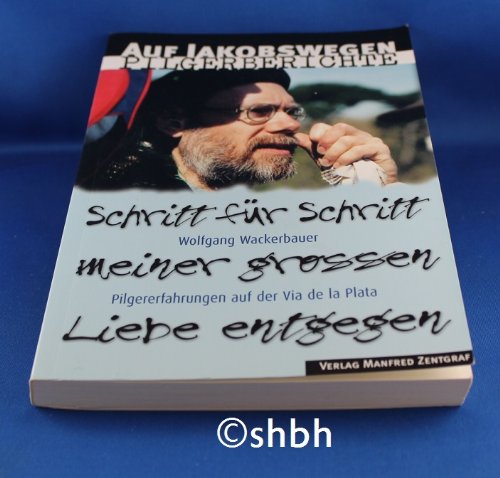 AUF JAKOBSWEGEN
PILGERBERICHTE
Schritt für Schritt
Wolfgang Wackerbauer
meiner grossen
Pilgererfahrungen auf der Via de la Plata
Liebe entgegen
VERLAG MANFRED ZENTGRAF
©shbh